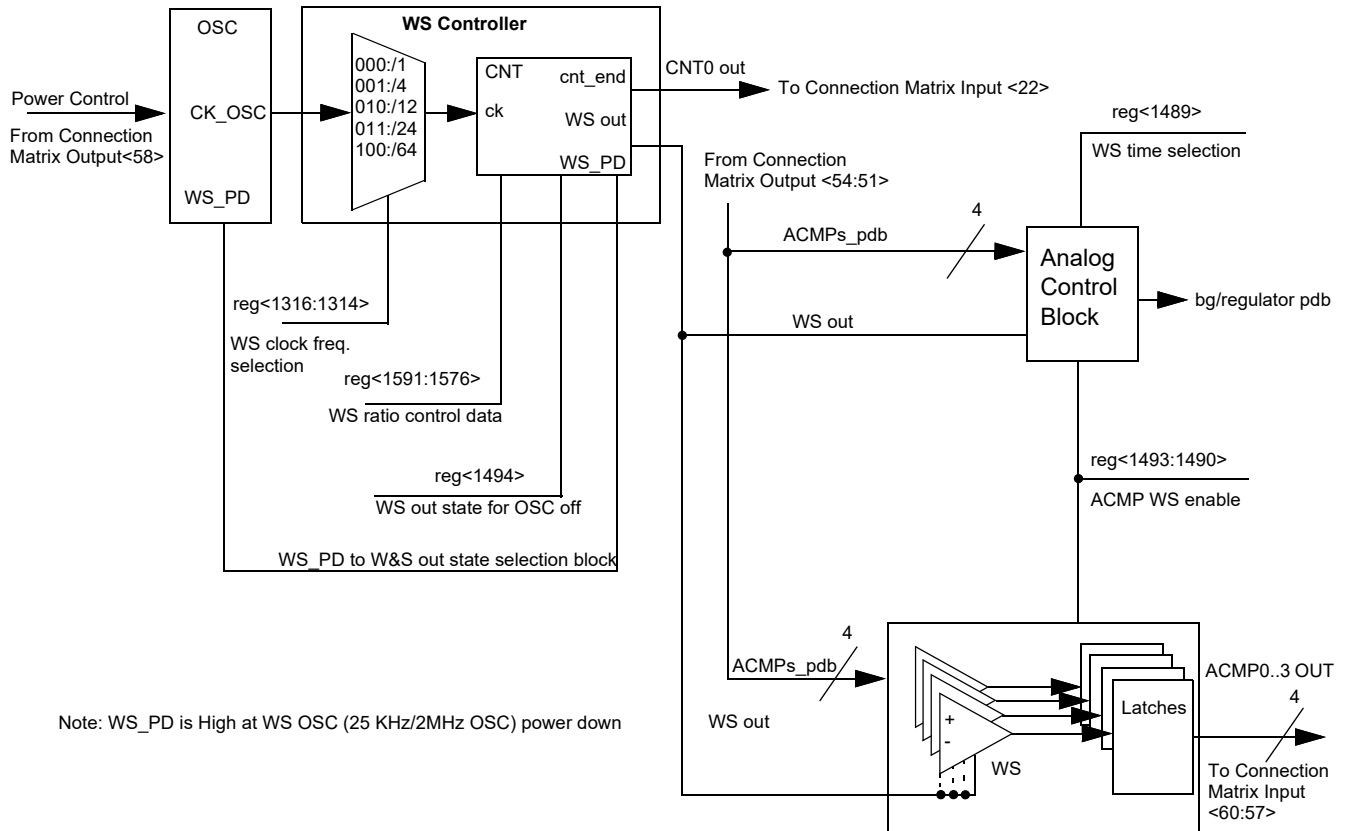 OSC
WS Controller
000:/1
001:/4
010:/12
011:/24
100:/64
CNT
cnt_end
ck
WS out
WS_PD
CNT0 out
To Connection Matrix Input <22>
Power Control
CK_OSC
From Connection
Matrix Output<58>
WS_PD
reg<1489>
WS time selection
From Connection
Matrix Output <54:51>
4
ACMPs_pdb
Analog
Control
Block
bg/regulator pdb
WS out
reg<1316:1314>
WS clock freq.
selection
reg<1591:1576>
WS ratio control data
reg<1494>
WS out state for OSC off
WS_PD to W&S out state selection block
reg<1493:1490>
ACMP WS enable
4
ACMPs_pdb
WS out
+
-
WS
Latches
ACMP0..3 OUT
4
To Connection
Matrix Input
<60:57>
Note: WS_PD is High at WS OSC (25 KHz/2MHz OSC) power down